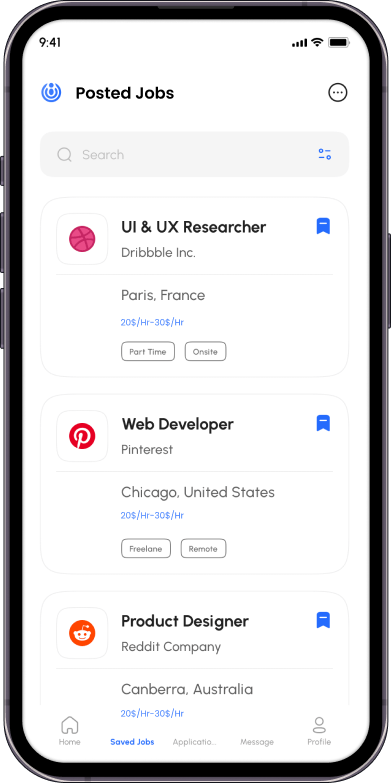 9:41
Posted Jobs
Search
UI & UX Researcher
Dribbble Inc.
Paris, France
20$/Hr-30$/Hr
Part Time Onsite
Web Developer
Pinterest
Chicago, United States
20$/Hr-30$/Hr
Freelane Remote
Product Designer
Reddit Company
Canberra, Australia
20$/Hr-30$/Hr
Home Saved Jobs Applicatio... Message Profile